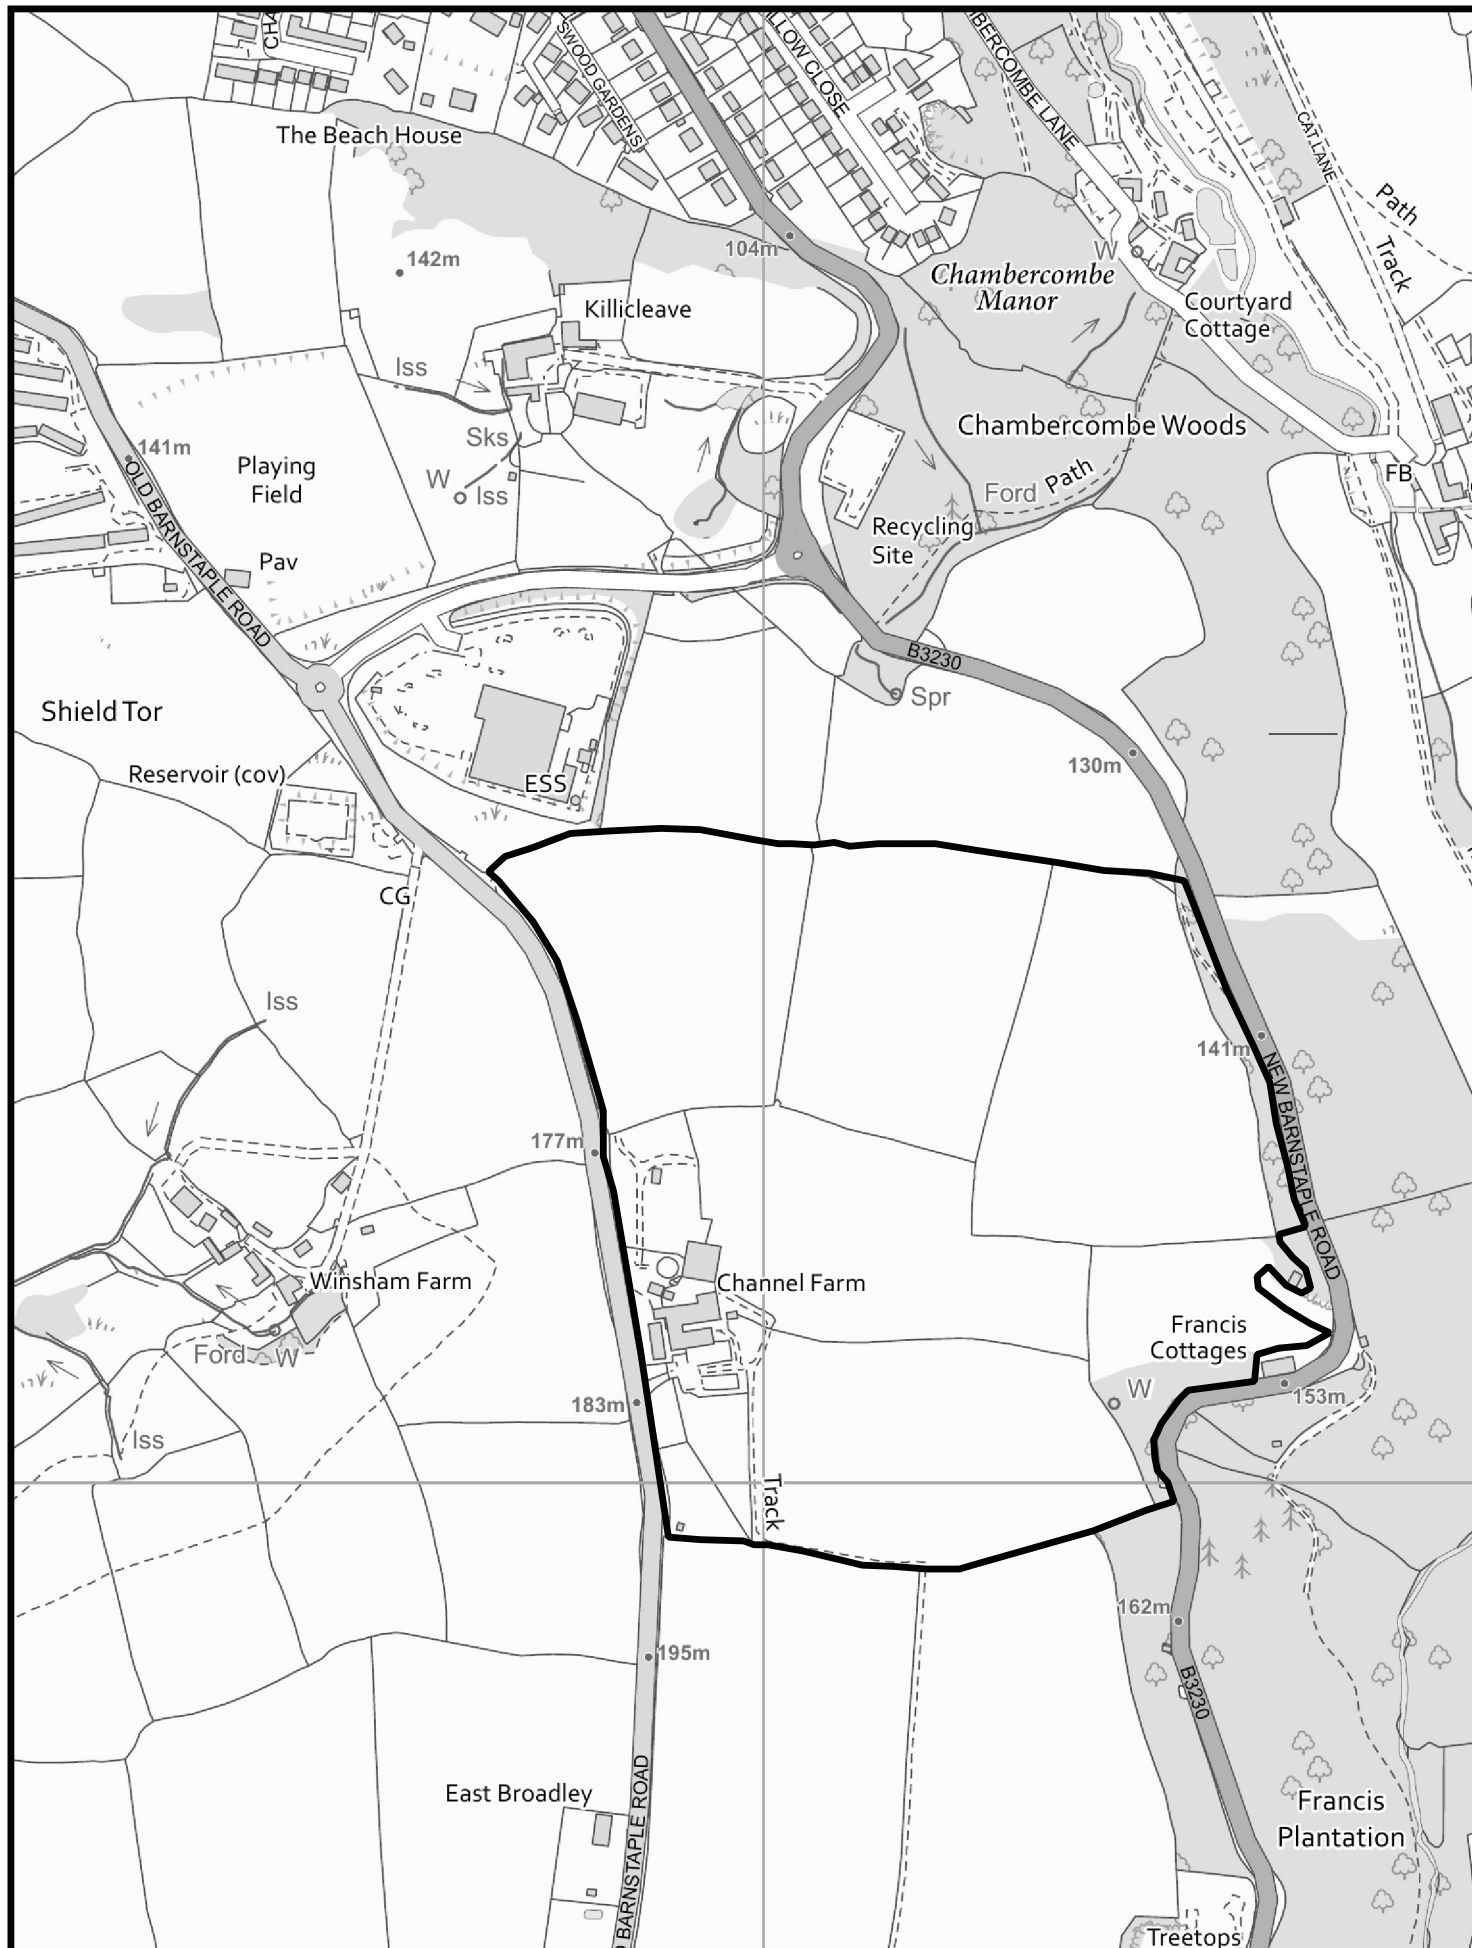 CHA
SWOOD GARDENS
LLOW CLOSE
MBERCOMBE LANE
CAT LANE
The Beach House
Path
Track
104m
W
142m
Chambercombe
Manor
Courtyard
Cottage
Killicleave
Iss
Chambercombe Woods
Sks
141m
Playing
Field
W
Iss
Ford
Path
FB
OLD BARNSTAPLE ROAD
Recycling
Site
Pav
B3230
Spr
Shield Tor
Reservoir (cov)
ESS
130m
CG
Iss
141m
NEW BARNSTAPLE ROAD
177m
Winsham Farm
Channel Farm
Francis
Cottages
Ford
W
W
153m
183m
Iss
Track
162m
195m
B3230
East Broadley
BARNSTAPLE ROAD
Francis
Plantation
Treetops